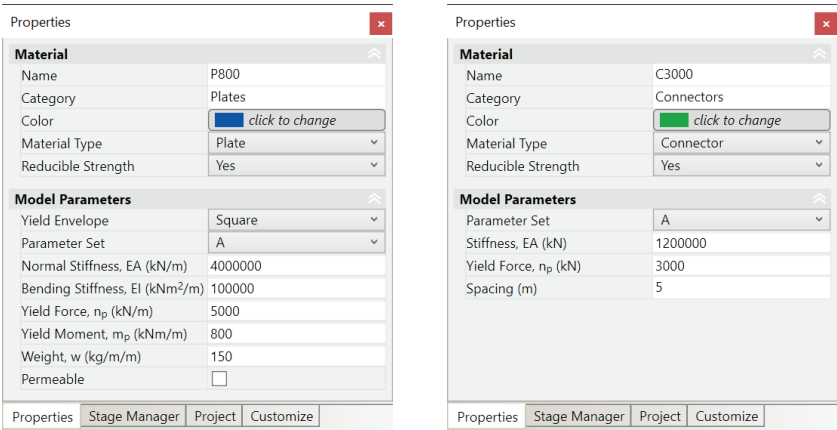 Properties
×
Material
Name P800
Category Plates
Color click to change
Material Type Plate
Reducible Strength Yes
Model Parameters
Yield Envelope Square
Parameter Set A
Normal Stiffness, EA (kN/m) 4000000
Bending Stiffness, EI (kNm²/m) 100000
Yield Force, nₚ (kN/m) 5000
Yield Moment, mₚ (kNm/m) 800
Weight, w (kg/m/m) 150
Permeable
Properties Stage Manager Project Customize
Properties
×
Material
Name C3000
Category Connectors
Color click to change
Material Type Connector
Reducible Strength Yes
Model Parameters
Parameter Set A
Stiffness, EA (kN) 1200000
Yield Force, nₚ (kN) 3000
Spacing (m) 5
Properties Stage Manager Project Customize